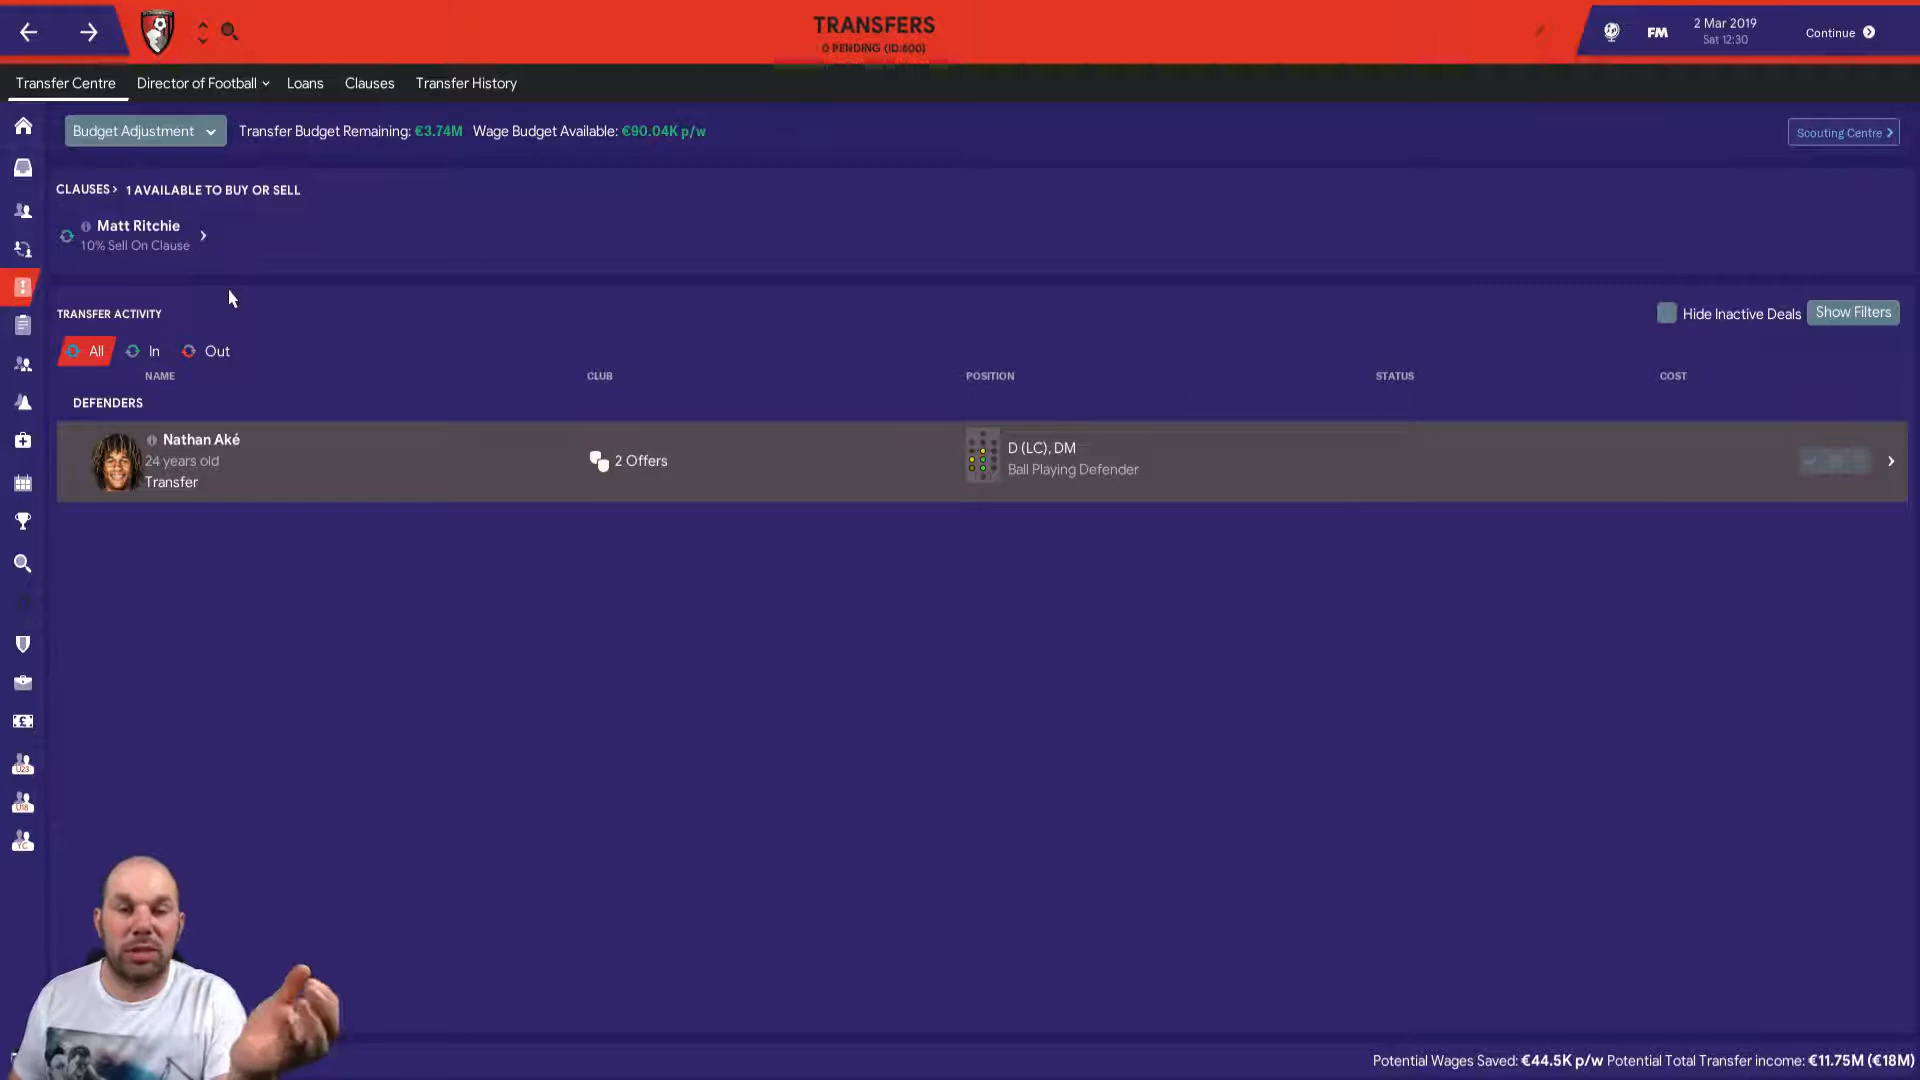 TRANSFERS
0 PENDING (ID:600)
FM
2 Mar 2019
Sat 12:30
Continue
Transfer Centre
Director of Football
Loans
Clauses
Transfer History
Budget Adjustment
Transfer Budget Remaining: €3.74M
Wage Budget Available: €90.04K p/w
Scouting Centre
CLAUSES
1 AVAILABLE TO BUY OR SELL
Matt Ritchie
10% Sell On Clause
TRANSFER ACTIVITY
Hide Inactive Deals
Show Filters
All
In
Out
NAME
CLUB
POSITION
STATUS
COST
DEFENDERS
Nathan Aké
24 years old
Transfer
2 Offers
D (LC), DM
Ball Playing Defender
U23
U18
YC
Potential Wages Saved: €44.5K p/w Potential Total Transfer income: €11.75M (€18M)